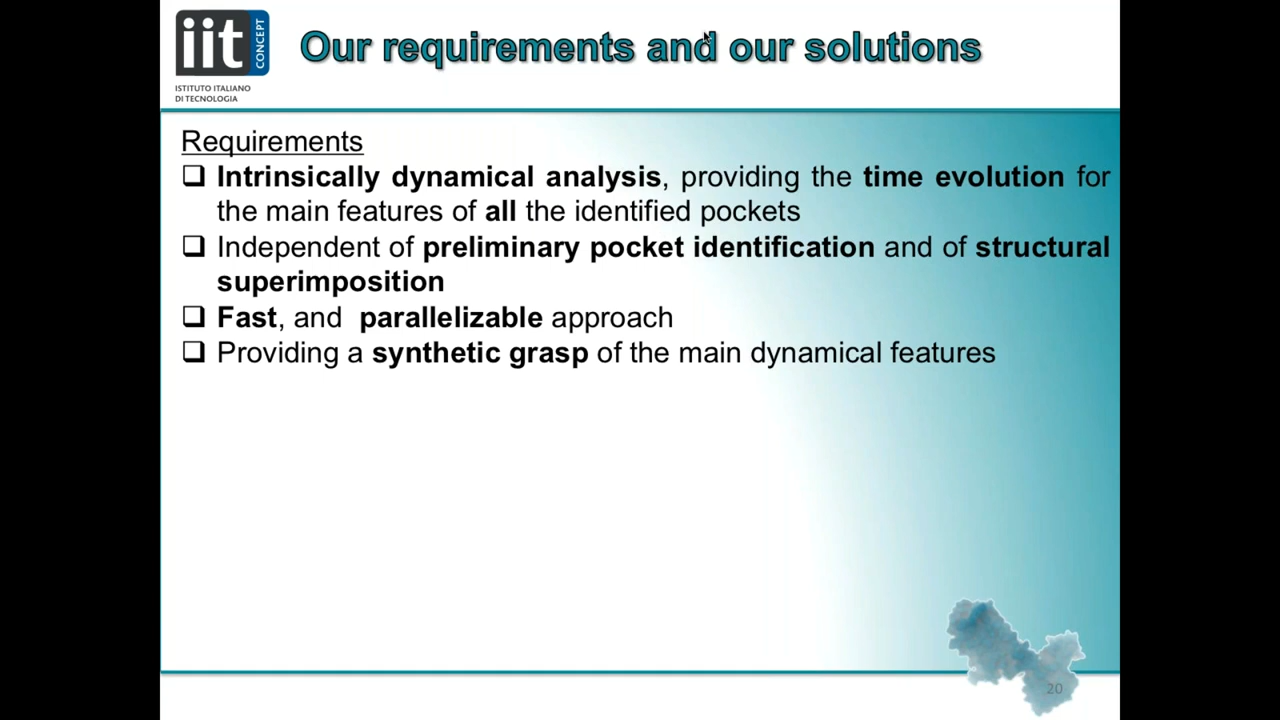 iit
CONCEPT
ISTITUTO ITALIANO
DI TECNOLOGIA
Our requirements and our solutions
Requirements
Intrinsically dynamical analysis, providing the time evolution for
the main features of all the identified pockets
Independent of preliminary pocket identification and of structural
superimposition
Fast, and parallelizable approach
Providing a synthetic grasp of the main dynamical features
20